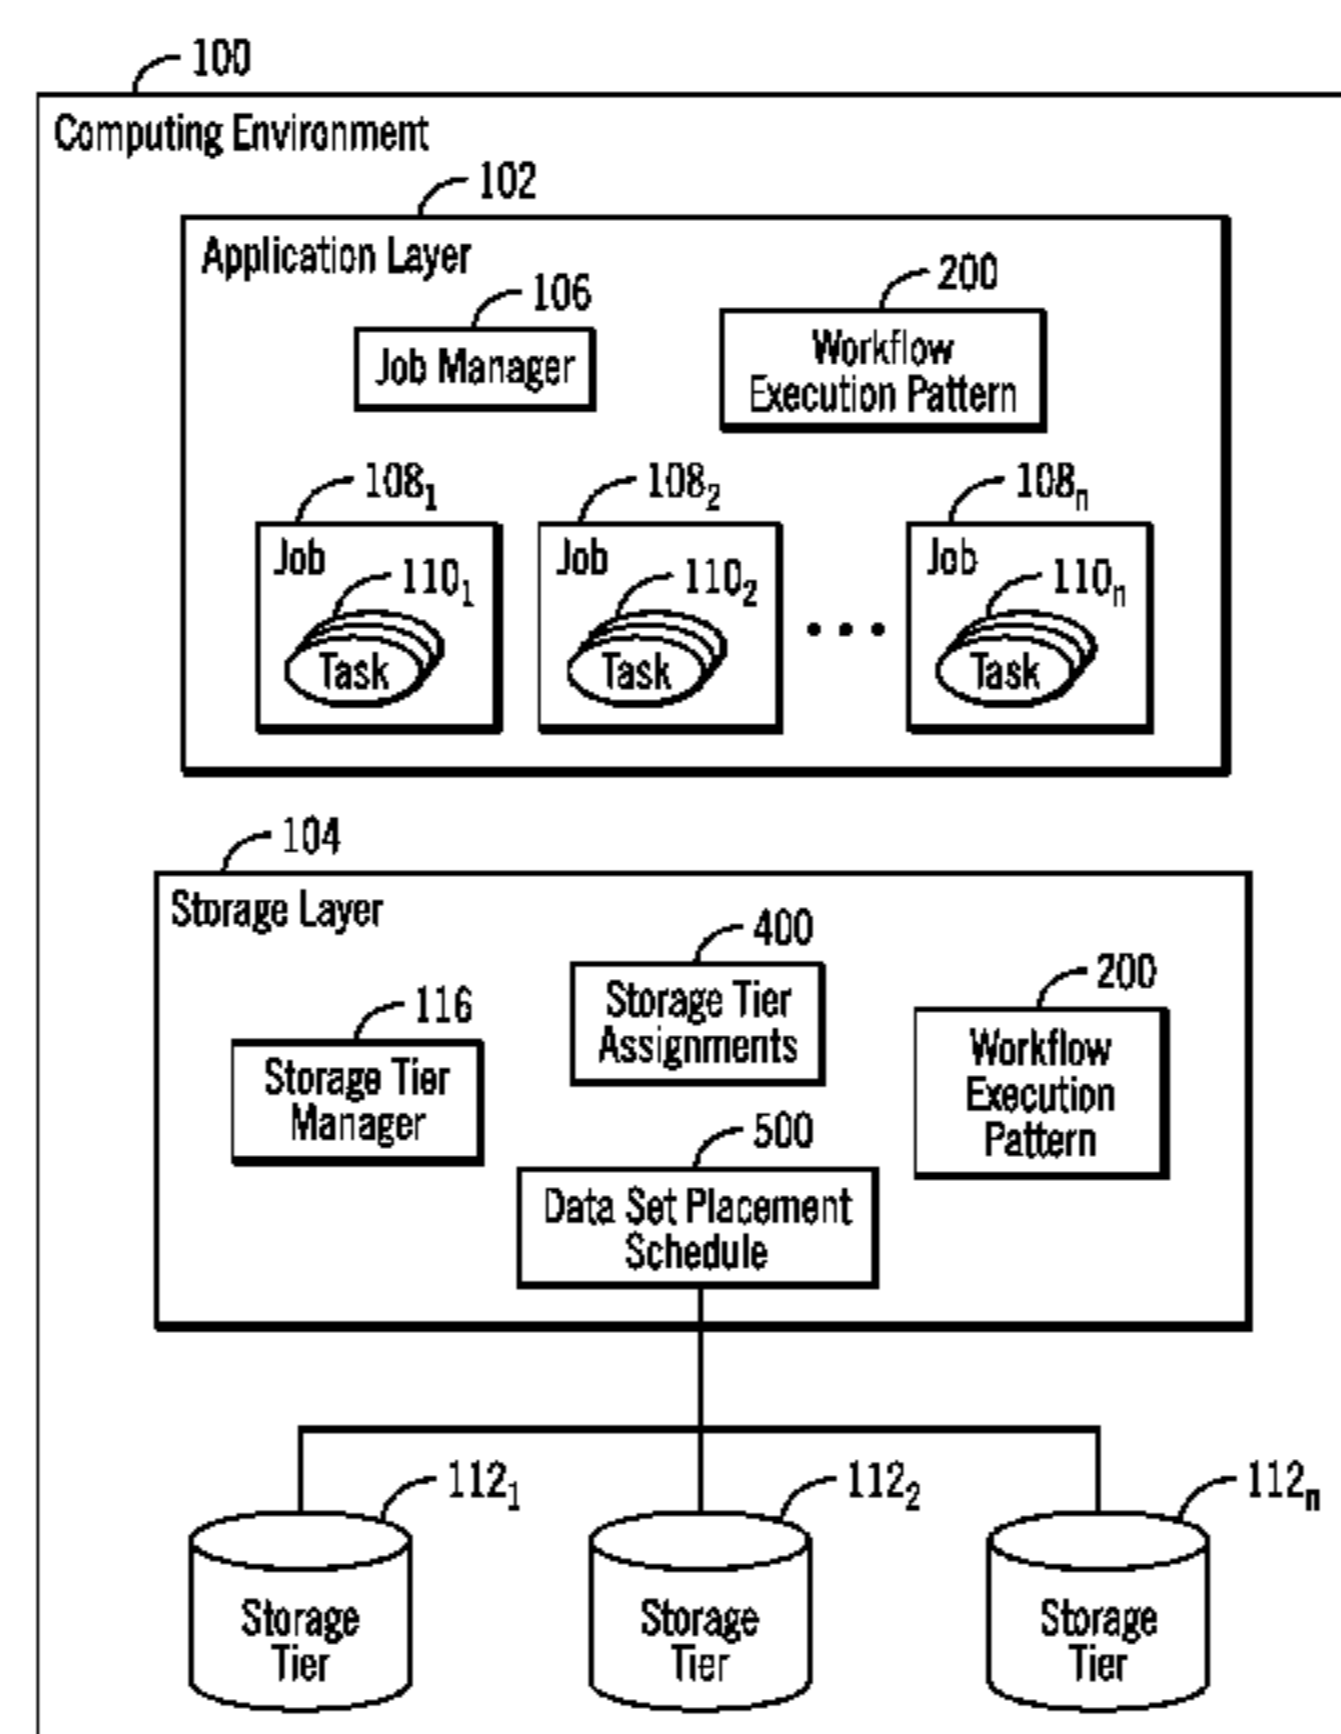 100
Computing Environment
102
Application Layer
106
200
Job Manager
Workflow
Execution Pattern
108₁
108₂
108ₙ
Job
Job
Job
110₁
110₂
110ₙ
Task
Task
Task
104
Storage Layer
400
Storage Tier
Assignments
200
Workflow
Execution
Pattern
116
Storage Tier
Manager
500
Data Set Placement
Schedule
112₁
112₂
112ₙ
Storage
Tier
Storage
Tier
Storage
Tier